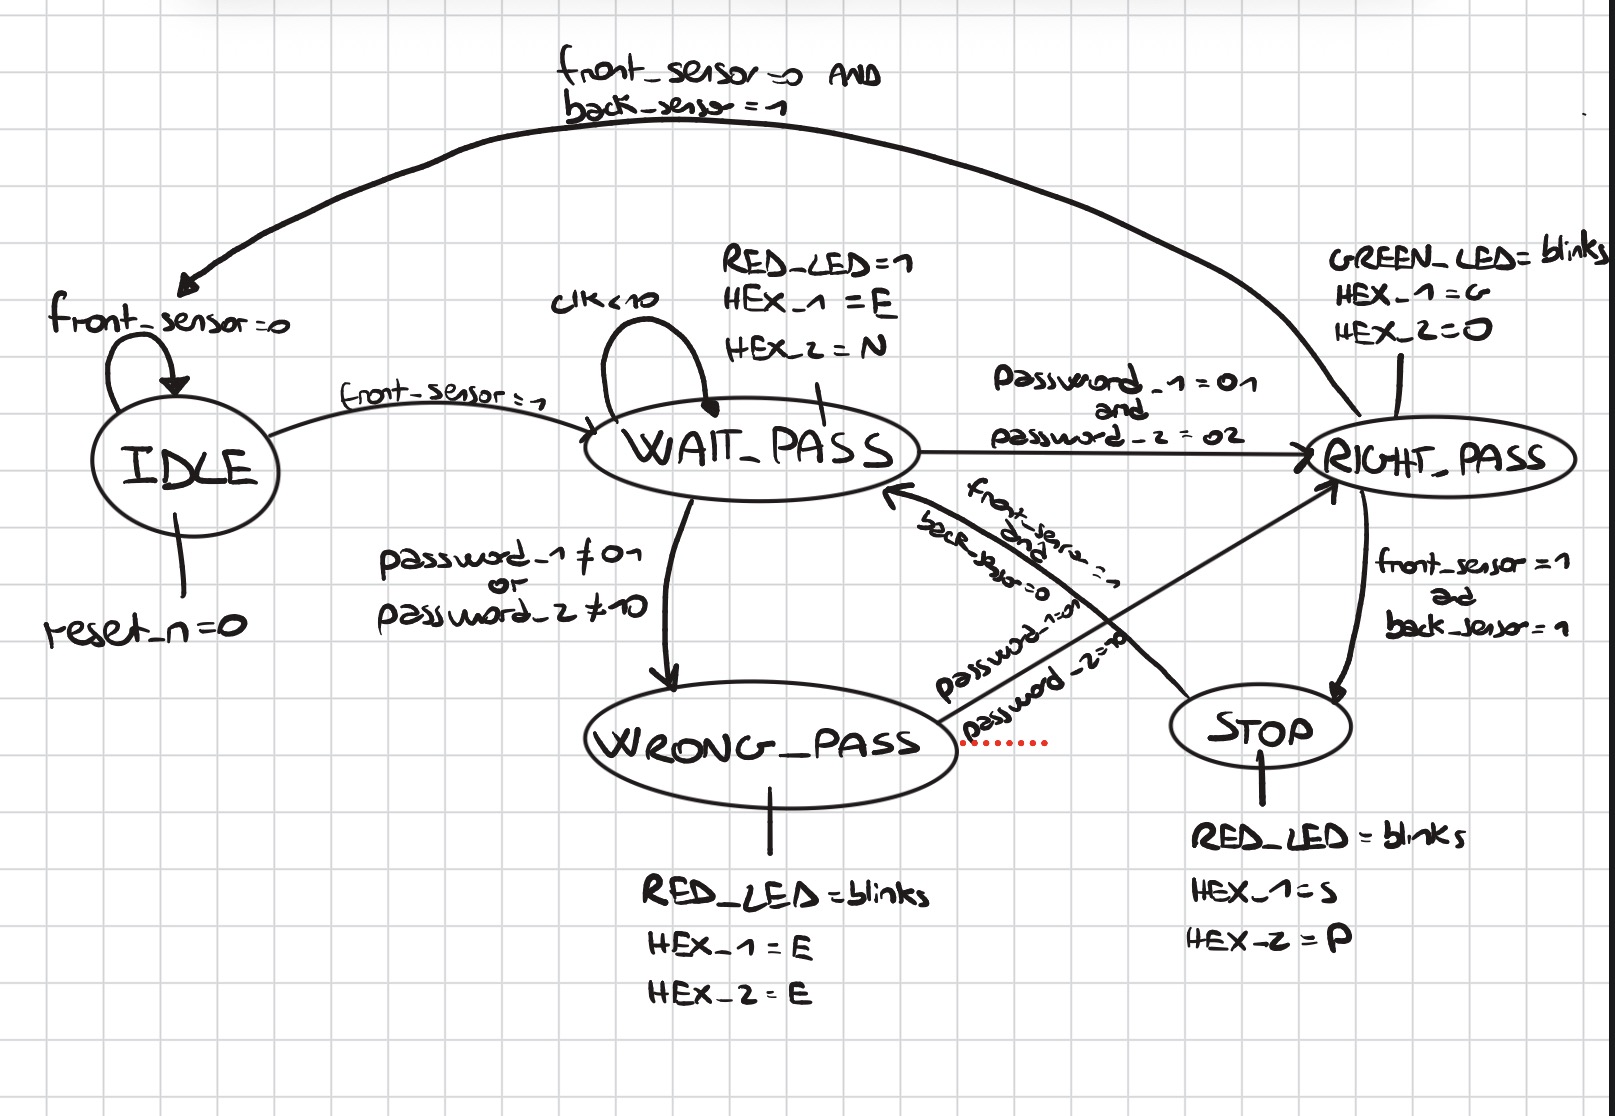 front_sensor=0 AND
back_sensor=1
front_sensor=0
clk<10
RED_LED=1
HEX_1=E
HEX_2=N
GREEN_LED=blinks
HEX_1=G
HEX_2=O
front_sensor=1
Password_1=01
and
password_2=02
IDLE
WAIT_PASS
RIGHT_PASS
front_sensor=1
and
back_sensor=0
password_1≠01
or
password_2≠10
reset_n=0
front_sensor=1
and
back_sensor=1
password_1=01
password_2=10
WRONG_PASS
STOP
RED_LED=blinks
HEX_1=E
HEX_2=E
RED_LED=blinks
HEX_1=S
HEX_2=P